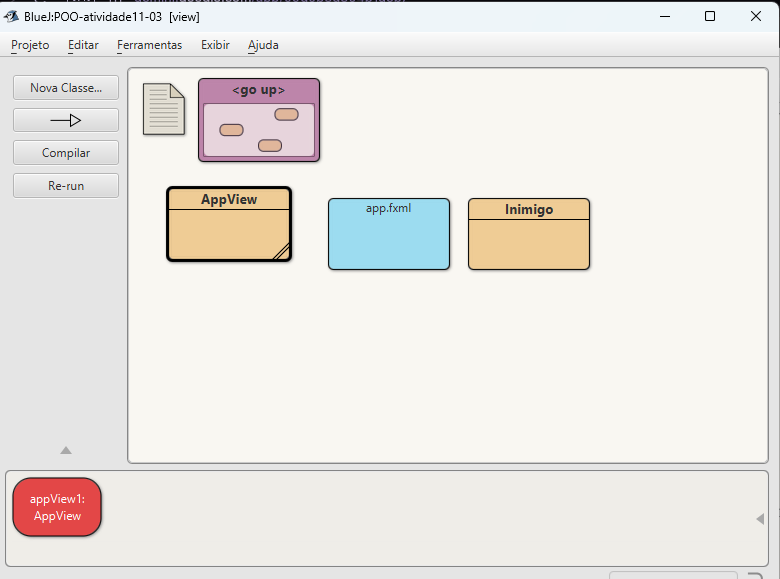 BlueJ:POO-atividade11-03 [view]
Projeto Editar Ferramentas Exibir Ajuda
Nova Classe...
Compilar
Re-run
<go up>
AppView
app.fxml
Inimigo
appView1:
AppView